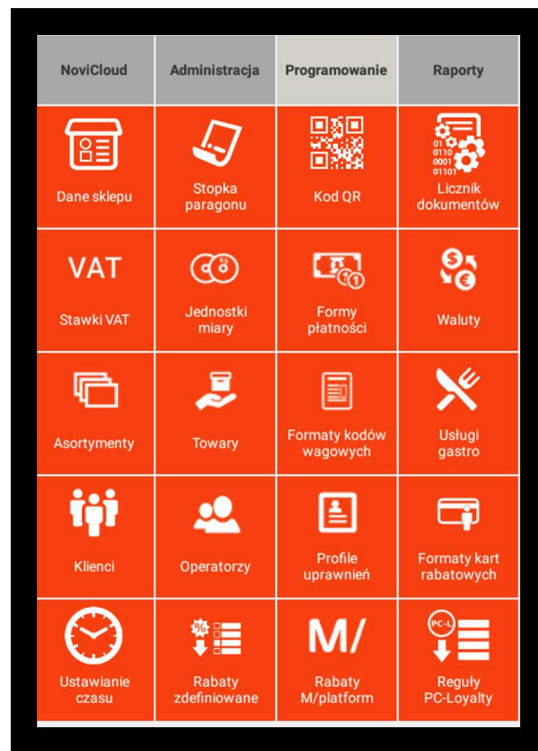 NoviCloud Administracja Programowanie Raporty
01
0110
0001
01101
Dane sklepu
Stopka
paragonu
Kod QR
Licznik
dokumentów
VAT
Stawki VAT
Jednostki
miary
1 1
Formy
płatności
$
€
Waluty
Asortymenty
Towary
Formaty kodów
wagowych
Usługi
gastro
Klienci
Operatorzy
Profile
uprawnień
Formaty kart
rabatowych
Ustawianie
czasu
%
Rabaty
zdefiniowane
M/
Rabaty
M/platform
PC-L
Reguły
PC-Loyalty